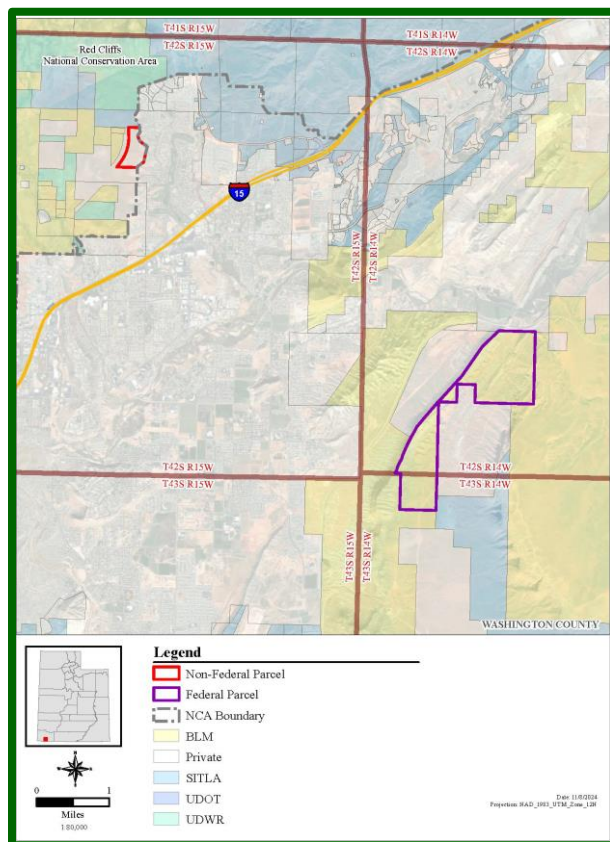 T41S R15W
T42S R15W
T41S R14W
T42S R14W
Red Cliffs
National Conservation Area
15
T42S R15W
T42S R14W
T42S R15W
T43S R15W
T42S R14W
T43S R14W
T43S R15W
T43S R14W
WASHINGTON COUNTY
Legend
Non-Federal Parcel
Federal Parcel
NCA Boundary
BLM
Private
SITLA
UDOT
UDWR
0 1
Miles
1:80,000
Date: 11/8/2024
Projection: NAD_1983_UTM_Zone_12N